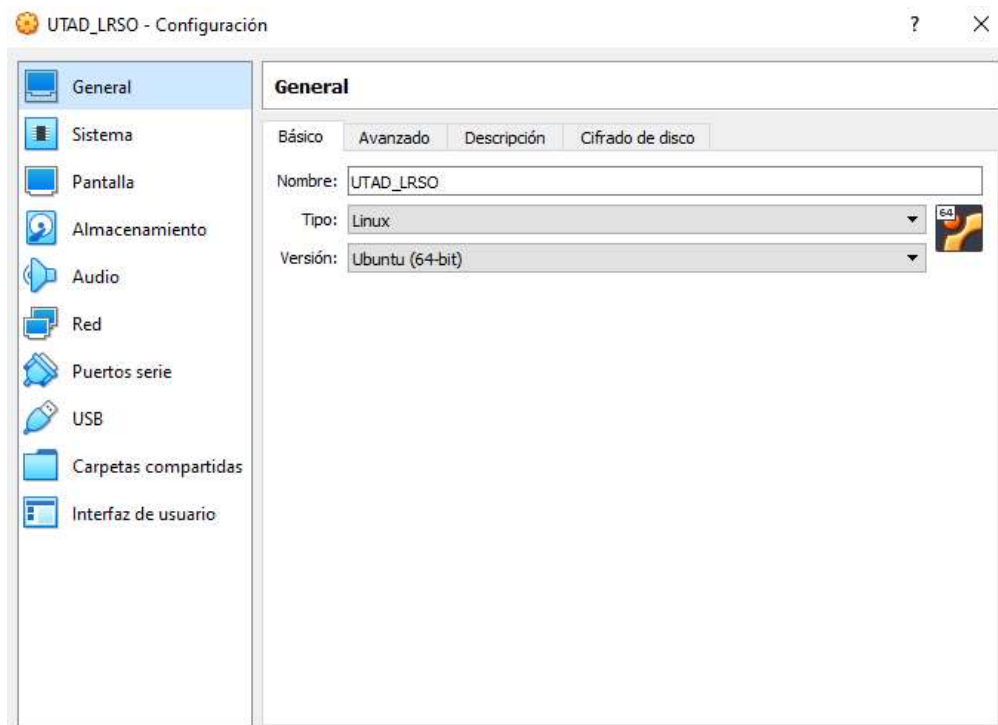 UTAD_LRSO - Configuración
?
General
Sistema
Pantalla
Almacenamiento
Audio
Red
Puertos serie
USB
Carpetas compartidas
Interfaz de usuario
General
Básico Avanzado Descripción Cifrado de disco
Nombre: UTAD_LRSO
Tipo: Linux
64
Versión: Ubuntu (64-bit)